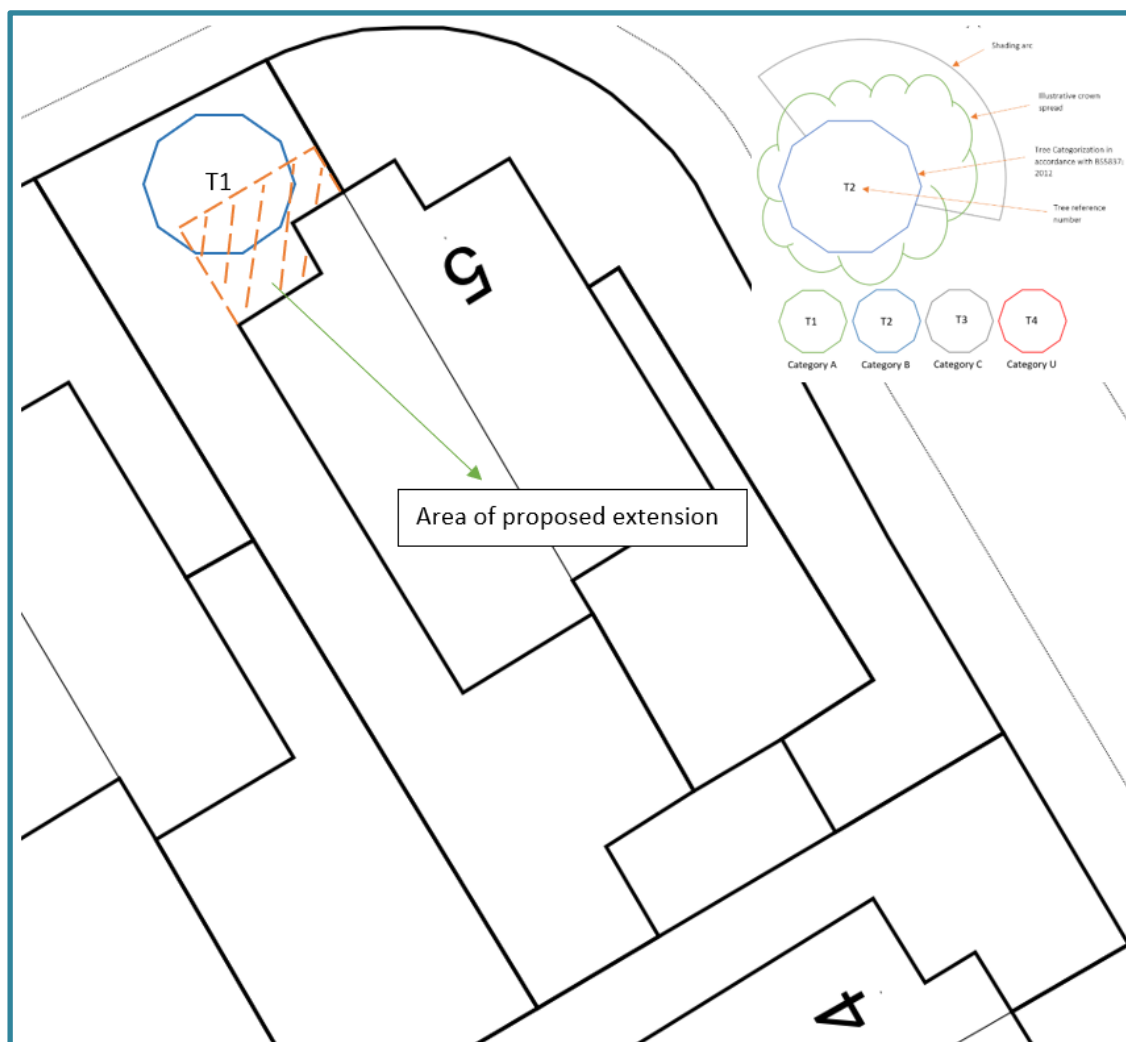 Shading arc
Illustrative crown
spread
Tree Categorization in
accordance with BS5837:
2012
Tree reference
number
T2
T1
T2
T3
T4
Category A
Category B
Category C
Category U
T1
5
Area of proposed extension
4